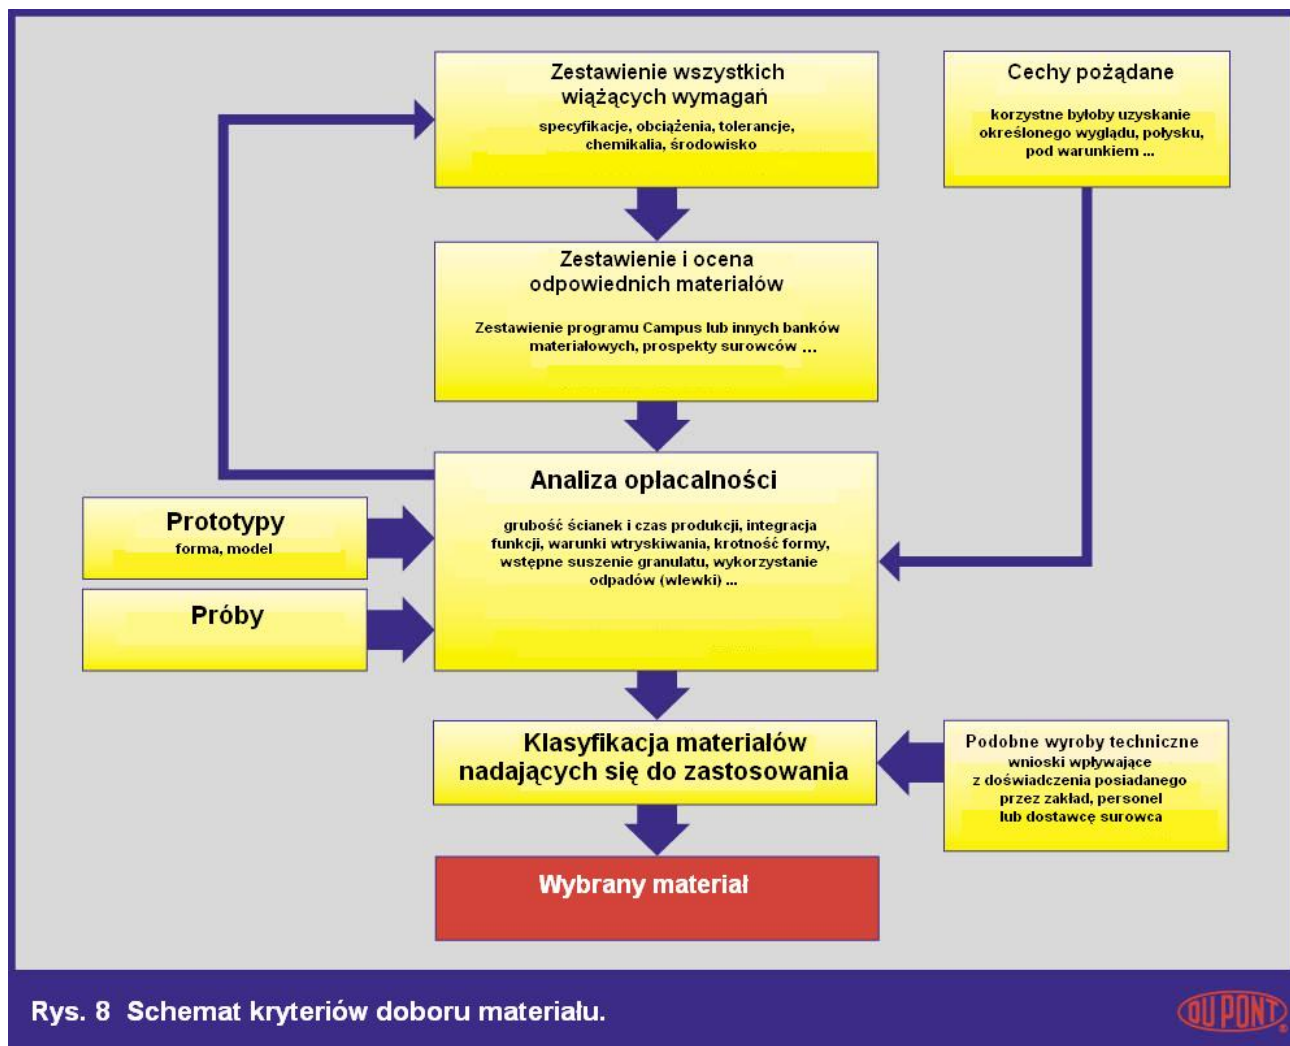 Zestawienie wszystkich
wiążących wymagań
specyfikacje, obciążenia, tolerancje,
chemikalia, środowisko
Cechy pożądane
korzystne byłoby uzyskanie
określonego wyglądu, połysku,
pod warunkiem ...
Zestawienie i ocena
odpowiednich materiałów
Zestawienie programu Campus lub innych banków
materiałowych, prospekty surowców ...
Analiza opłacalności
grubość ścianek i czas produkcji, integracja
funkcji, warunki wtryskiwania, krotność formy,
wstępne suszenie granulatu, wykorzystanie
odpadów (wlewki) ...
Prototypy
forma, model
Próby
Klasyfikacja materiałów
nadających się do zastosowania
Podobne wyroby techniczne
wnioski wpływające
z doświadczenia posiadanego
przez zakład, personel
lub dostawcę surowca
Wybrany materiał
Rys. 8 Schemat kryteriów doboru materiału.
DU PONT
®